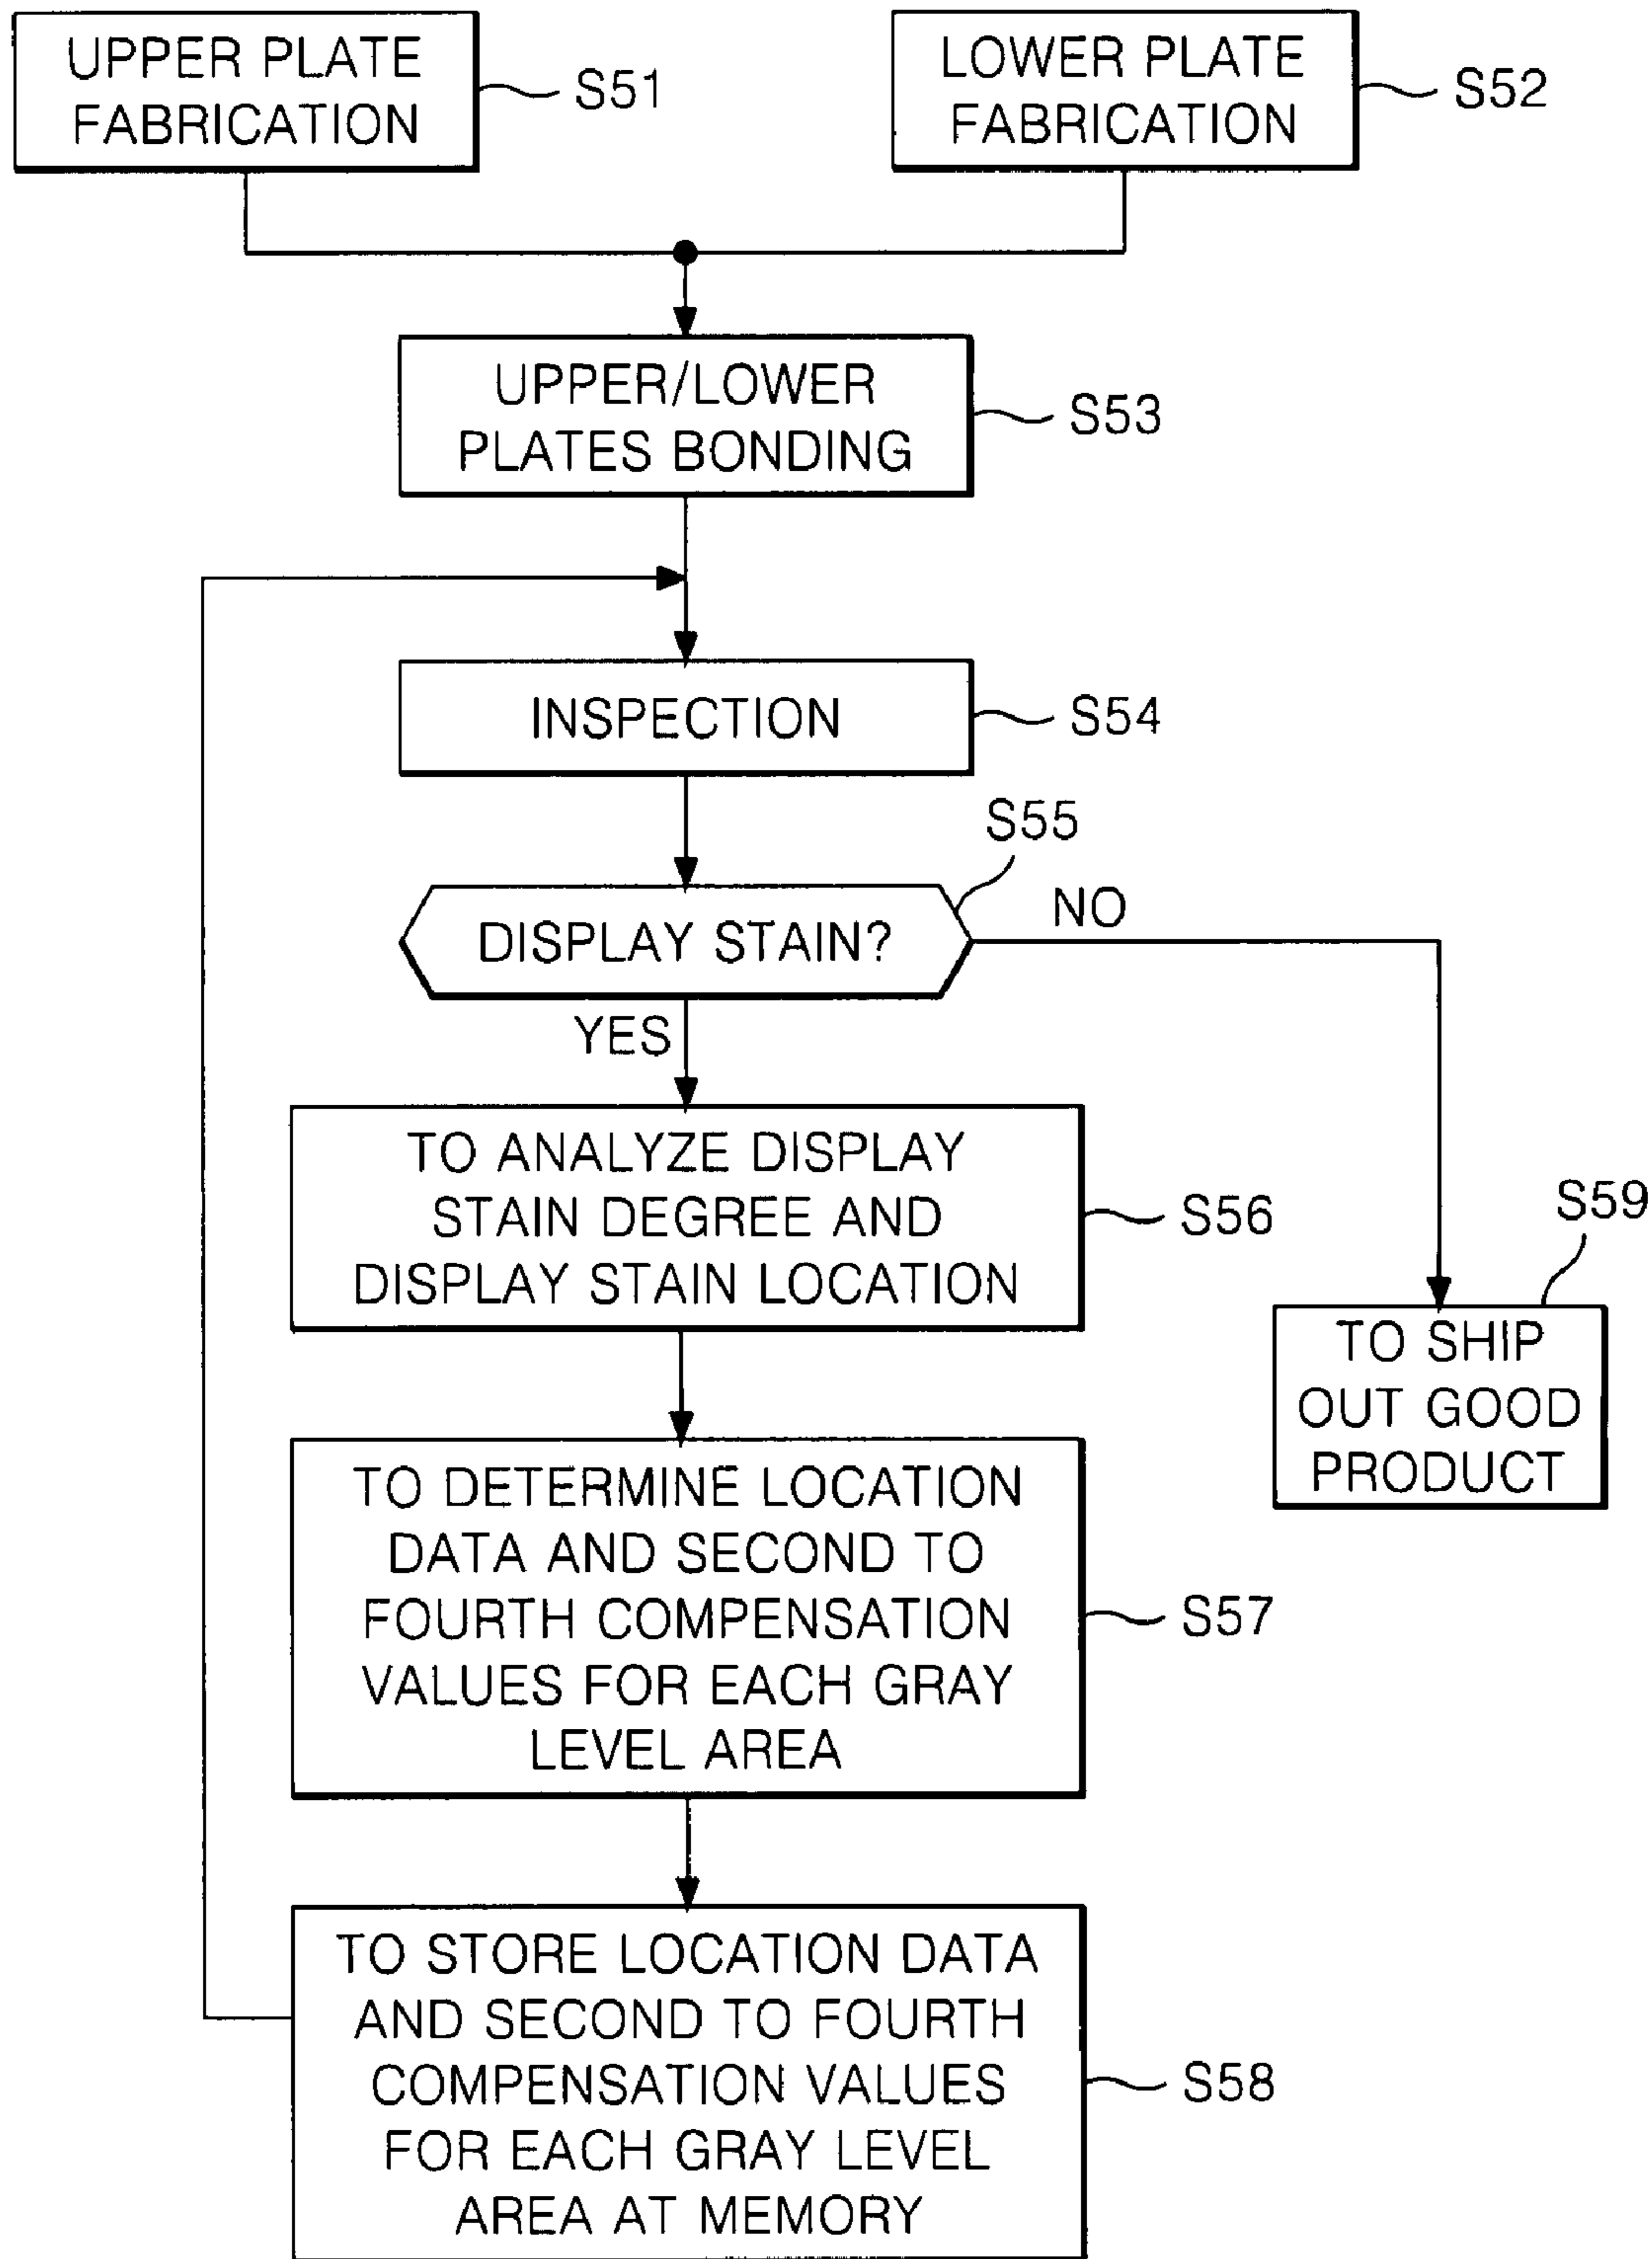 UPPER PLATE
FABRICATION
S51
LOWER PLATE
FABRICATION
S52
UPPER/LOWER
PLATES BONDING
S53
INSPECTION
S54
S55
DISPLAY STAIN?
NO
YES
TO ANALYZE DISPLAY
STAIN DEGREE AND
DISPLAY STAIN LOCATION
S56
S59
TO SHIP
OUT GOOD
PRODUCT
TO DETERMINE LOCATION
DATA AND SECOND TO
FOURTH COMPENSATION
VALUES FOR EACH GRAY
LEVEL AREA
S57
TO STORE LOCATION DATA
AND SECOND TO FOURTH
COMPENSATION VALUES
FOR EACH GRAY LEVEL
AREA AT MEMORY
S58